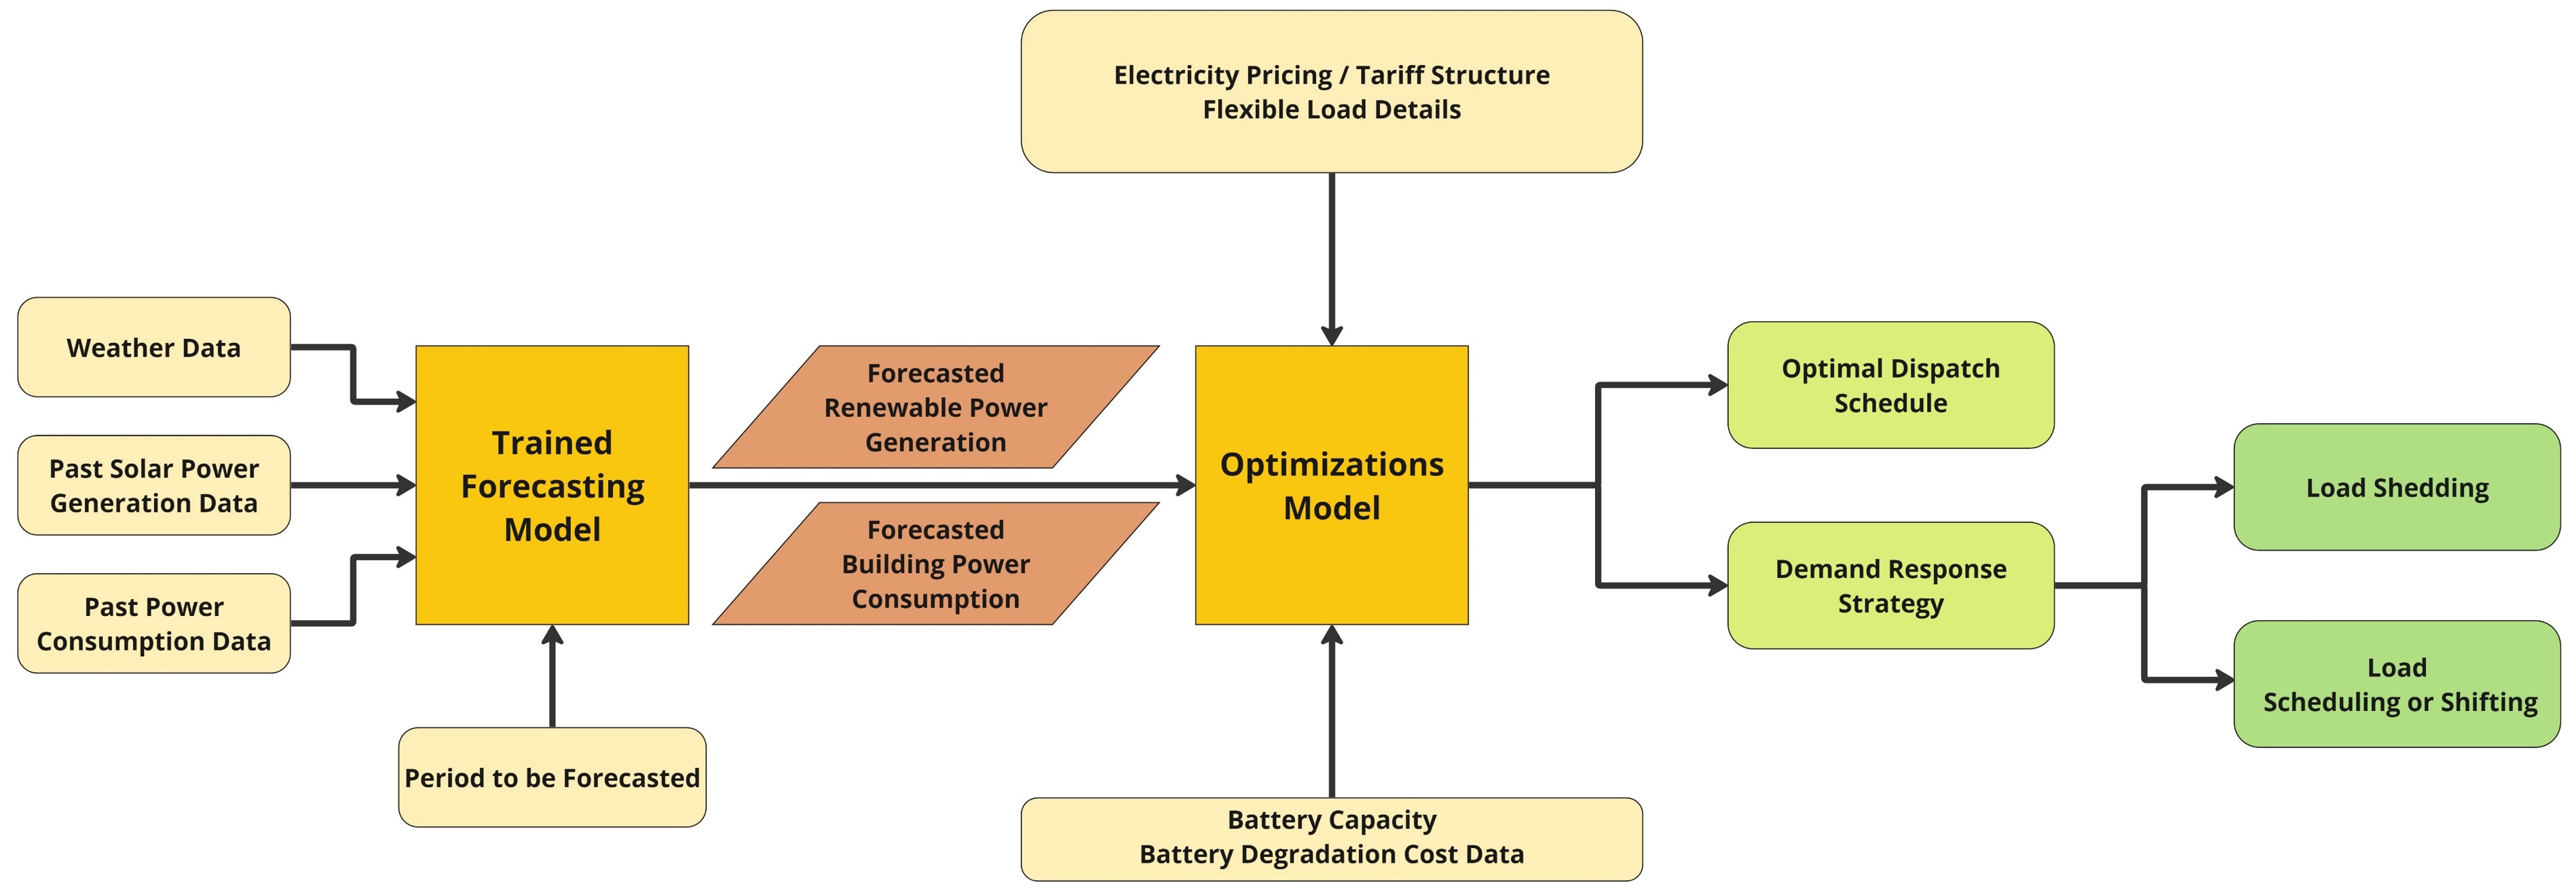 Electricity Pricing / Tariff Structure
Flexible Load Details
Weather Data
Past Solar Power
Generation Data
Past Power
Consumption Data
Trained
Forecasting
Model
Period to be Forecasted
Forecasted
Renewable Power
Generation
Forecasted
Building Power
Consumption
Optimizations
Model
Battery Capacity
Battery Degradation Cost Data
Optimal Dispatch
Schedule
Demand Response
Strategy
Load Shedding
Load
Scheduling or Shifting